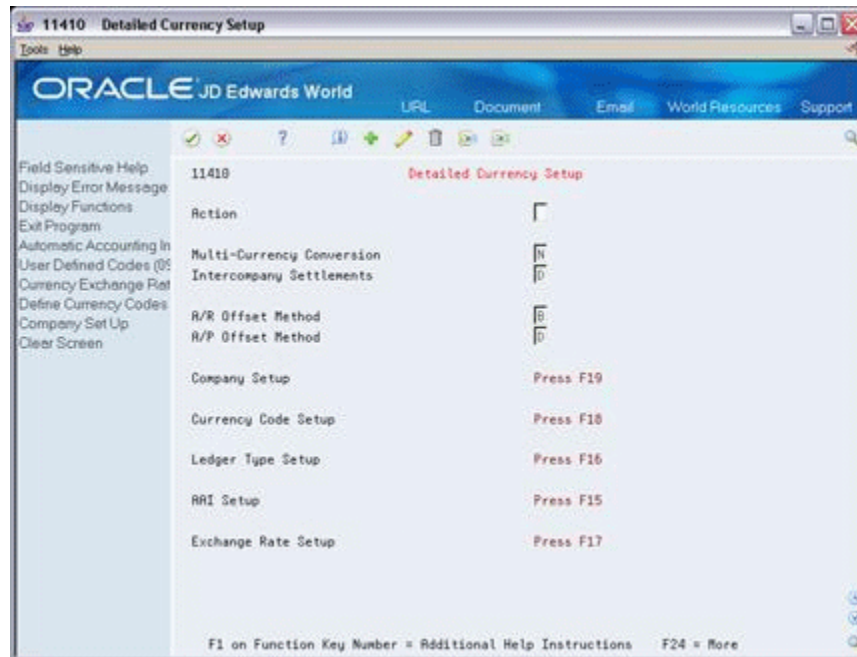 11410 Detailed Currency Setup
Tools Help
ORACLE JD Edwards World
URL Document Email World Resources Support
Field Sensitive Help
Display Error Message
Display Functions
Exit Program
Automatic Accounting In
User Defined Codes (09
Currency Exchange Rat
Define Currency Codes
Company Set Up
Clear Screen
11410 Detailed Currency Setup
Action
Multi-Currency Conversion N
Intercompany Settlements D
A/R Offset Method B
A/P Offset Method D
Company Setup Press F19
Currency Code Setup Press F18
Ledger Type Setup Press F16
AAI Setup Press F15
Exchange Rate Setup Press F17
F1 on Function Key Number = Additional Help Instructions F24 = More